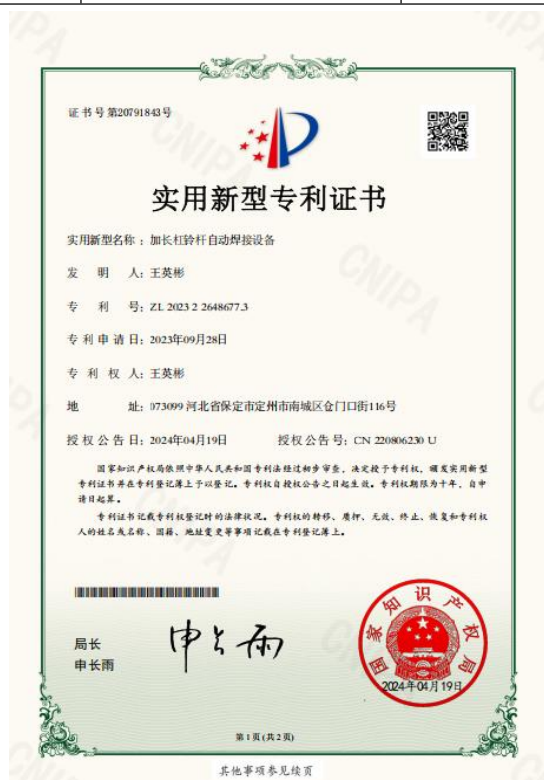 证书号第20791843号
实用新型专利证书
实用新型名称：加长杠铃杆自动焊接设备
发 明 人：王英彬
专 利 号：ZL 2023 2 2648677.3
专利申请日：2023年09月28日
专 利 权 人：王英彬
地 址：073099 河北省保定市定州市南城区仓门口街116号
授权公告日：2024年04月19日 授权公告号：CN 220806230 U
国家知识产权局依照中华人民共和国专利法经过初步审查，决定授予专利权，颁发实用新型
专利证书并在专利登记簿上予以登记。专利权自授权公告之日起生效。专利权期限为十年，自申
请日起算。
专利证书记载专利权登记时的法律状况。专利权的转移、质押、无效、终止、恢复和专利权
人的姓名或名称、国籍、地址变更等事项记载在专利登记簿上。
局长
申长雨
申长雨
国家知识产权局
2024年04月19日
第 1 页 (共 2 页)
其他事项参见续页
CNIPA